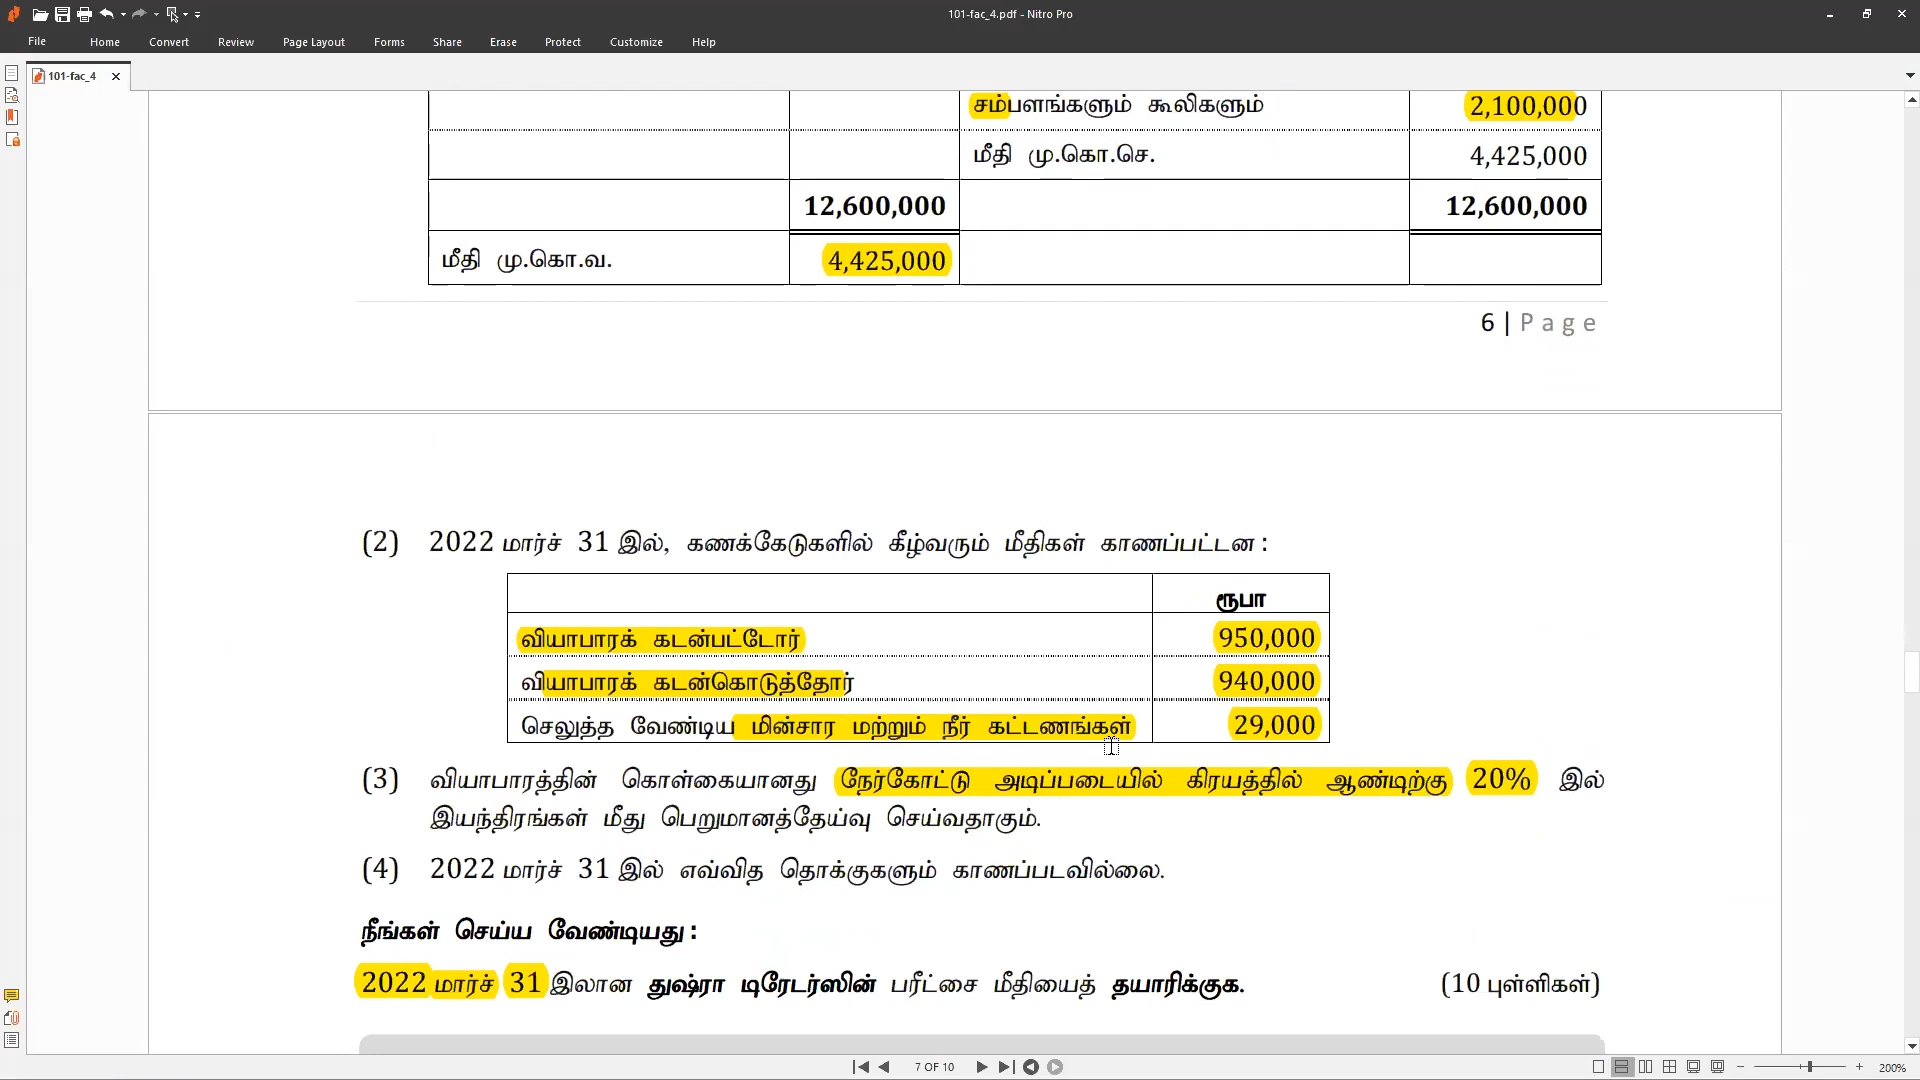 101-fac_4.pdf - Nitro Pro
File Home Convert Review Page Layout Forms Share Erase Protect Customize Help
101-fac_4
சம்பளங்களும் கூலிகளும் 2,100,000
மீதி மு.கொ.செ. 4,425,000
12,600,000 12,600,000
மீதி மு.கொ.வ. 4,425,000
6 | Page
(2) 2022 மார்ச் 31 இல், கணக்கேடுகளில் கீழ்வரும் மீதிகள் காணப்பட்டன :
ரூபா
வியாபாரக் கடன்பட்டோர் 950,000
வியாபாரக் கடன்கொடுத்தோர் 940,000
செலுத்த வேண்டிய மின்சார மற்றும் நீர் கட்டணங்கள் 29,000
(3) வியாபாரத்தின் கொள்கையானது நேர்கோட்டு அடிப்படையில் கிரயத்தில் ஆண்டிற்கு 20% இல்
இயந்திரங்கள் மீது பெறுமானத்தேய்வு செய்வதாகும்.
(4) 2022 மார்ச் 31 இல் எவ்வித தொக்குகளும் காணப்படவில்லை.
நீங்கள் செய்ய வேண்டியது :
2022 மார்ச் 31 இலான துஷ்ரா டிரேடர்ஸின் பரீட்சை மீதியைத் தயாரிக்குக. (10 புள்ளிகள்)
7 OF 10
200%